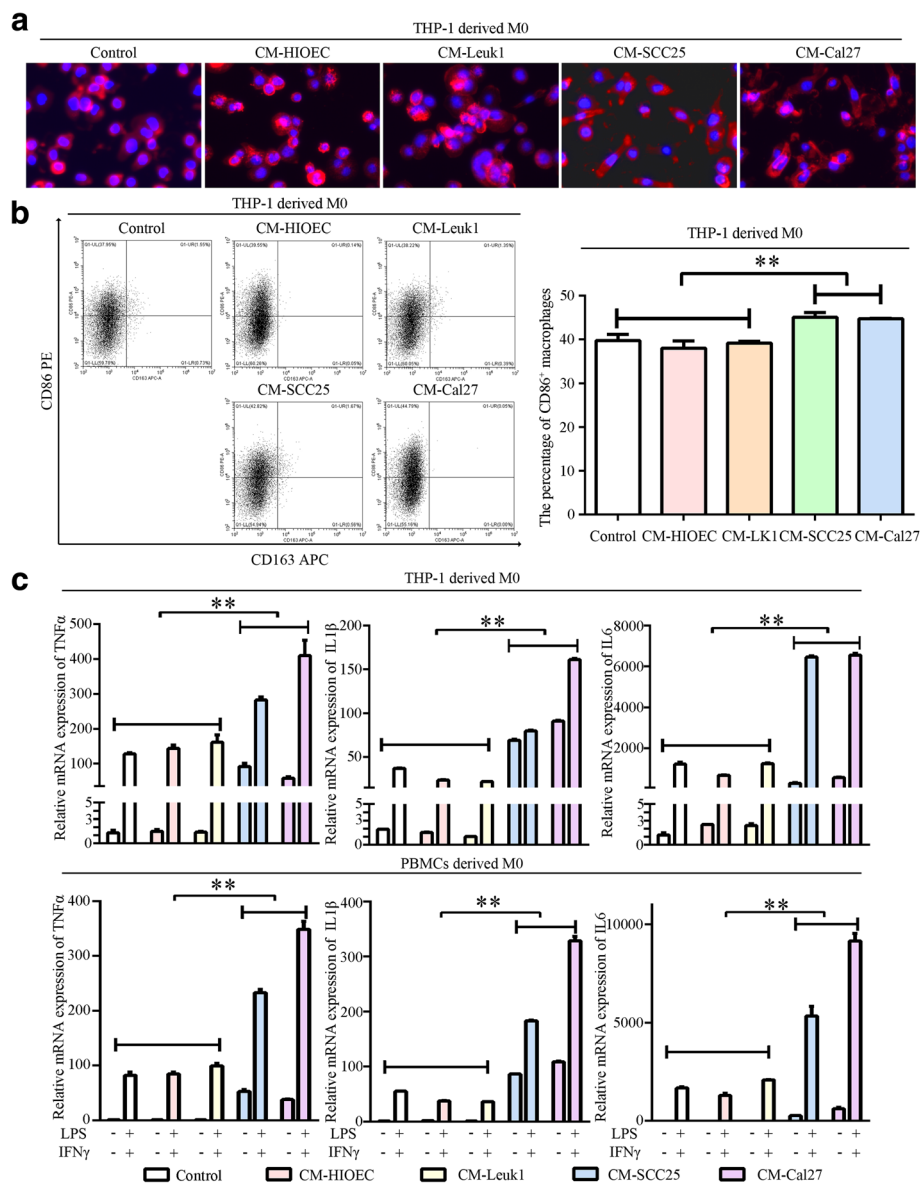 a
THP-1 derived M0
Control CM-HIOEC CM-Leuk1 CM-SCC25 CM-Cal27
b
THP-1 derived M0
Control CM-HIOEC CM-Leuk1
CM-SCC25 CM-Cal27
CD86 PE
CD163 APC
THP-1 derived M0
**
The percentage of CD86+ macrophages
50
40
30
20
10
0
Control CM-HIOEC CM-LK1 CM-SCC25 CM-Cal27
c
THP-1 derived M0
Relative mRNA expression of TNFα
**
500
400
300
200
100
5
3
0
Relative mRNA expression of IL1β
**
200
150
100
50
5
3
0
Relative mRNA expression of IL6
**
8000
6000
4000
2000
5
3
0
PBMCs derived M0
Relative mRNA expression of TNFα
**
400
300
200
100
0
Relative mRNA expression of IL1β
**
400
300
200
100
0
Relative mRNA expression of IL6
**
10000
5000
0
LPS - + - + - + - + - + - + - + - + - + - + - + - + - + - + - +
IFNγ - + - + - + - + - + - + - + - + - + - + - + - + - + - + - +
Control CM-HIOEC CM-Leuk1 CM-SCC25 CM-Cal27